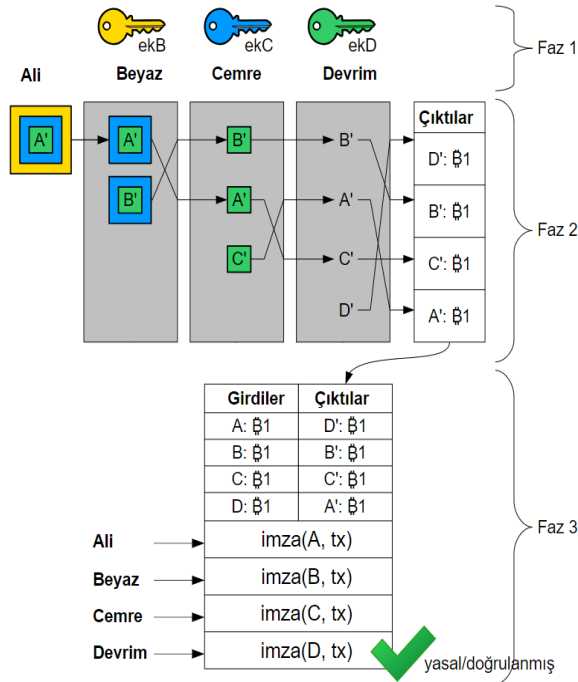 ekB ekC ekD
Faz 1
Ali Beyaz Cemre Devrim
Çıktılar
A' A' B' B' D': ₿1
B' A' A' B': ₿1
Faz 2
C' C' C': ₿1
D' A': ₿1
Girdiler Çıktılar
A: ₿1 D': ₿1
B: ₿1 B': ₿1
C: ₿1 C': ₿1
D: ₿1 A': ₿1
Faz 3
Ali imza(A, tx)
Beyaz imza(B, tx)
Cemre imza(C, tx)
Devrim imza(D, tx)
yasal/doğrulanmış